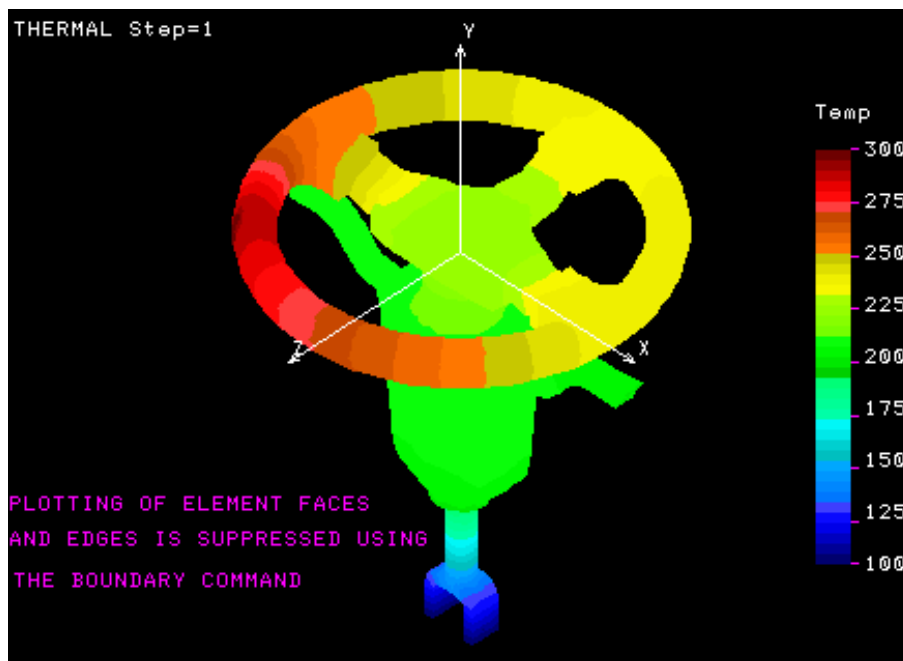 THERMAL Step=1
Y
Temp
300
275
250
225
200
175
150
125
100
Z
X
PLOTTING OF ELEMENT FACES
AND EDGES IS SUPPRESSED USING
THE BOUNDARY COMMAND